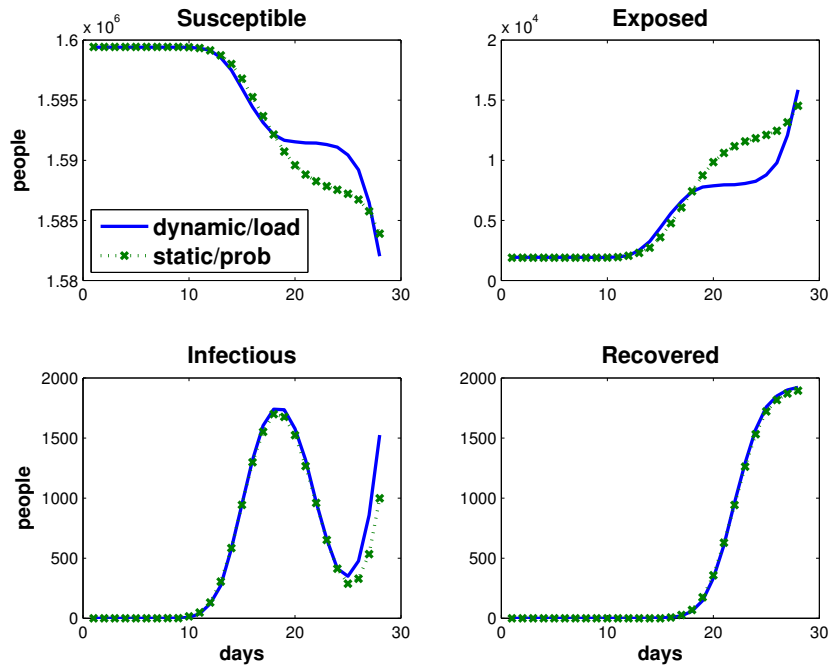 Susceptible
x 10^6
1.6
1.595
1.59
1.585
1.58
people
0 10 20 30
dynamic/load
static/prob
Exposed
x 10^4
2
1.5
1
0.5
0
0 10 20 30
Infectious
2000
1500
1000
500
0
people
0 10 20 30
days
Recovered
2000
1500
1000
500
0
0 10 20 30
days